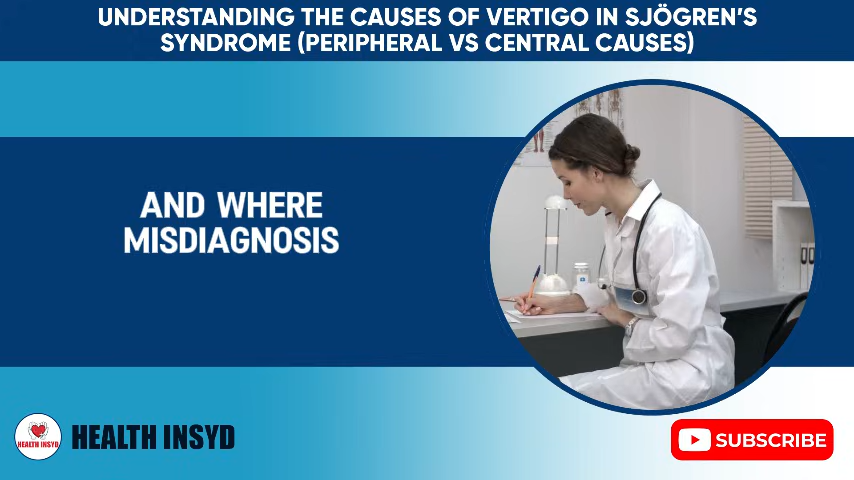 UNDERSTANDING THE CAUSES OF VERTIGO IN SJÖGREN'S
SYNDROME (PERIPHERAL VS CENTRAL CAUSES)
AND WHERE
MISDIAGNOSIS
HEALTH INSYD
HEALTH INSYD
SUBSCRIBE